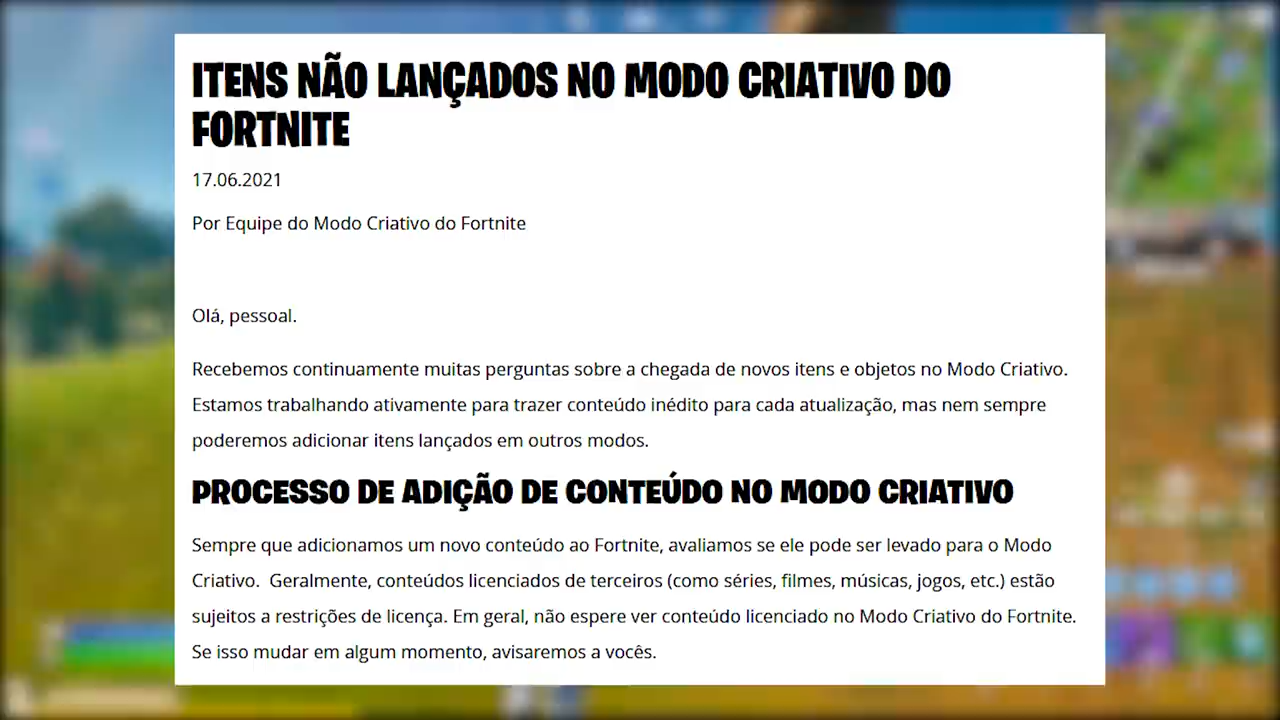 ITENS NÃO LANÇADOS NO MODO CRIATIVO DO
FORTNITE
17.06.2021
Por Equipe do Modo Criativo do Fortnite
Olá, pessoal.
Recebemos continuamente muitas perguntas sobre a chegada de novos itens e objetos no Modo Criativo.
Estamos trabalhando ativamente para trazer conteúdo inédito para cada atualização, mas nem sempre
poderemos adicionar itens lançados em outros modos.
PROCESSO DE ADIÇÃO DE CONTEÚDO NO MODO CRIATIVO
Sempre que adicionamos um novo conteúdo ao Fortnite, avaliamos se ele pode ser levado para o Modo
Criativo.  Geralmente, conteúdos licenciados de terceiros (como séries, filmes, músicas, jogos, etc.) estão
sujeitos a restrições de licença. Em geral, não espere ver conteúdo licenciado no Modo Criativo do Fortnite.
Se isso mudar em algum momento, avisaremos a vocês.